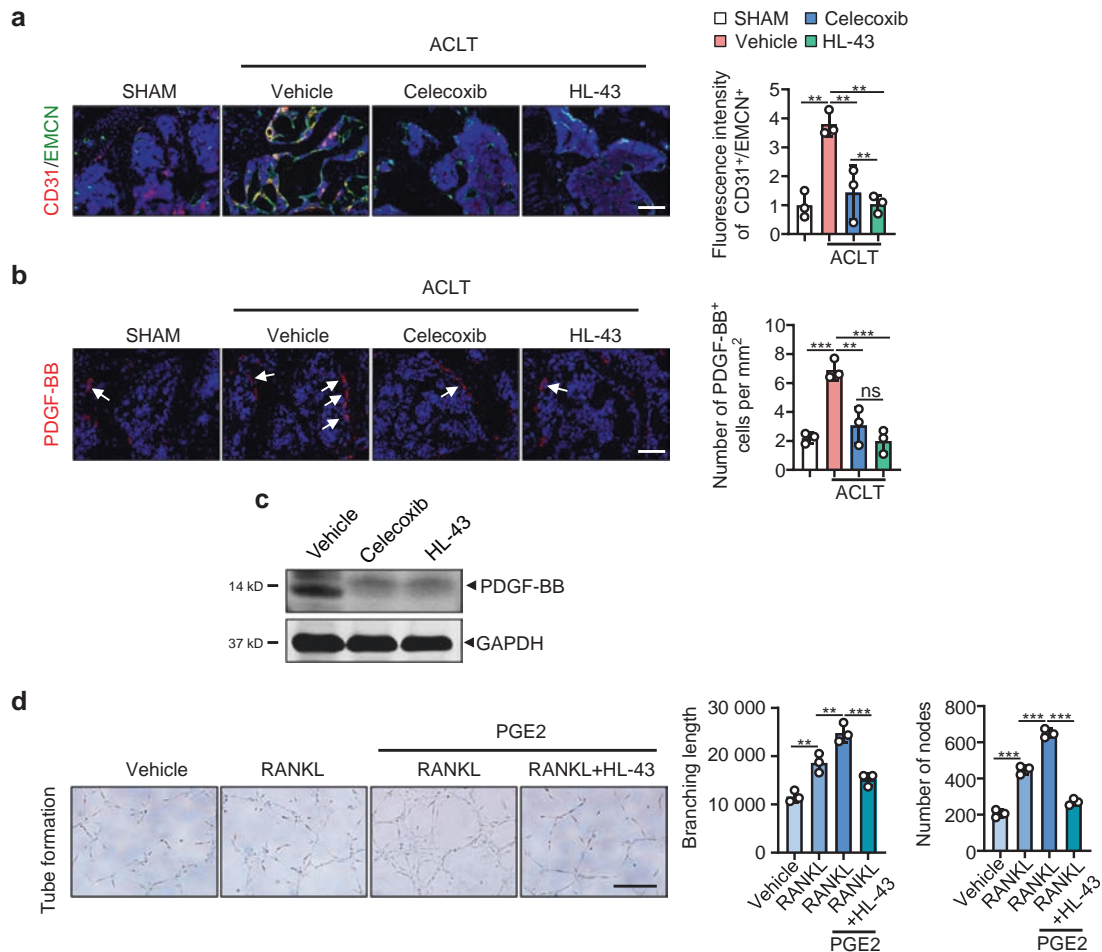 a
ACLT
SHAM
Vehicle
Celecoxib
HL-43
CD31/EMCN
SHAM
Celecoxib
Vehicle
HL-43
Fluorescence intensity
of CD31⁺/EMCN⁺
5
4
3
2
1
0
**
**
**
**
ACLT
b
ACLT
SHAM
Vehicle
Celecoxib
HL-43
PDGF-BB
Number of PDGF-BB⁺
cells per mm²
10
8
6
4
2
0
***
**
***
ns
ACLT
c
Vehicle
Celecoxib
HL-43
14 kD
PDGF-BB
37 kD
GAPDH
d
PGE2
Vehicle
RANKL
RANKL
RANKL+HL-43
Tube formation
Branching length
30 000
20 000
10 000
0
**
**
***
Vehicle
RANKL
RANKL
RANKL
+HL-43
PGE2
Number of nodes
800
600
400
200
0
***
***
***
Vehicle
RANKL
RANKL
RANKL
+HL-43
PGE2